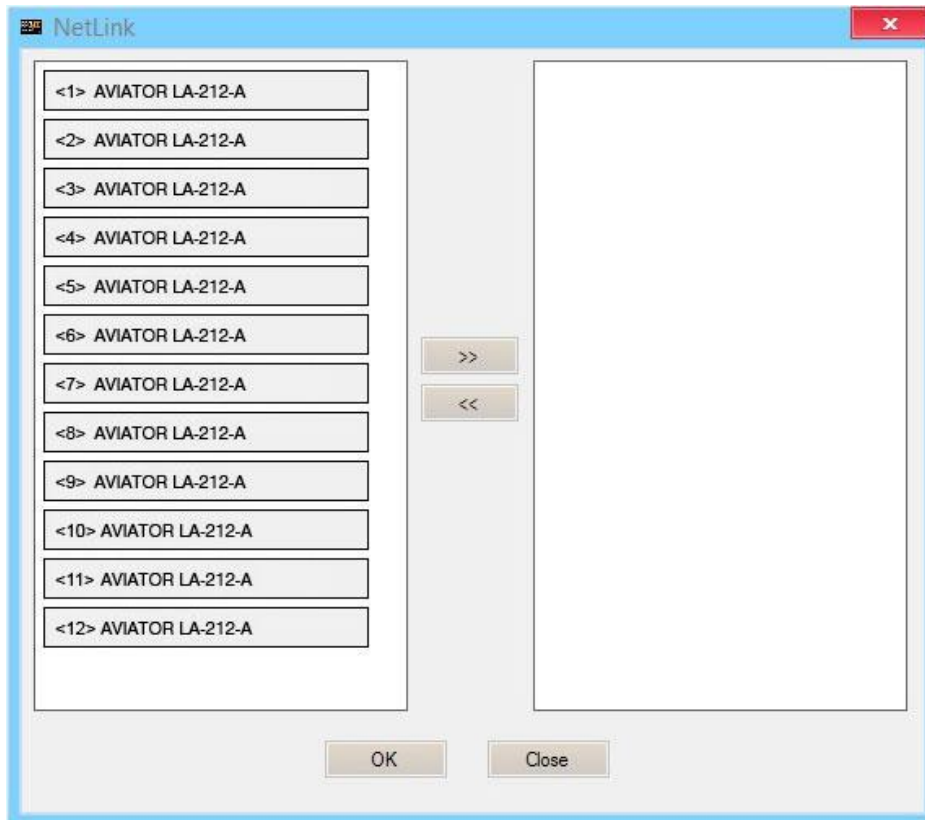 NetLink
x
<1> AVIATOR LA-212-A
<2> AVIATOR LA-212-A
<3> AVIATOR LA-212-A
<4> AVIATOR LA-212-A
<5> AVIATOR LA-212-A
<6> AVIATOR LA-212-A
<7> AVIATOR LA-212-A
<8> AVIATOR LA-212-A
<9> AVIATOR LA-212-A
<10> AVIATOR LA-212-A
<11> AVIATOR LA-212-A
<12> AVIATOR LA-212-A
>>
<<
OK Close